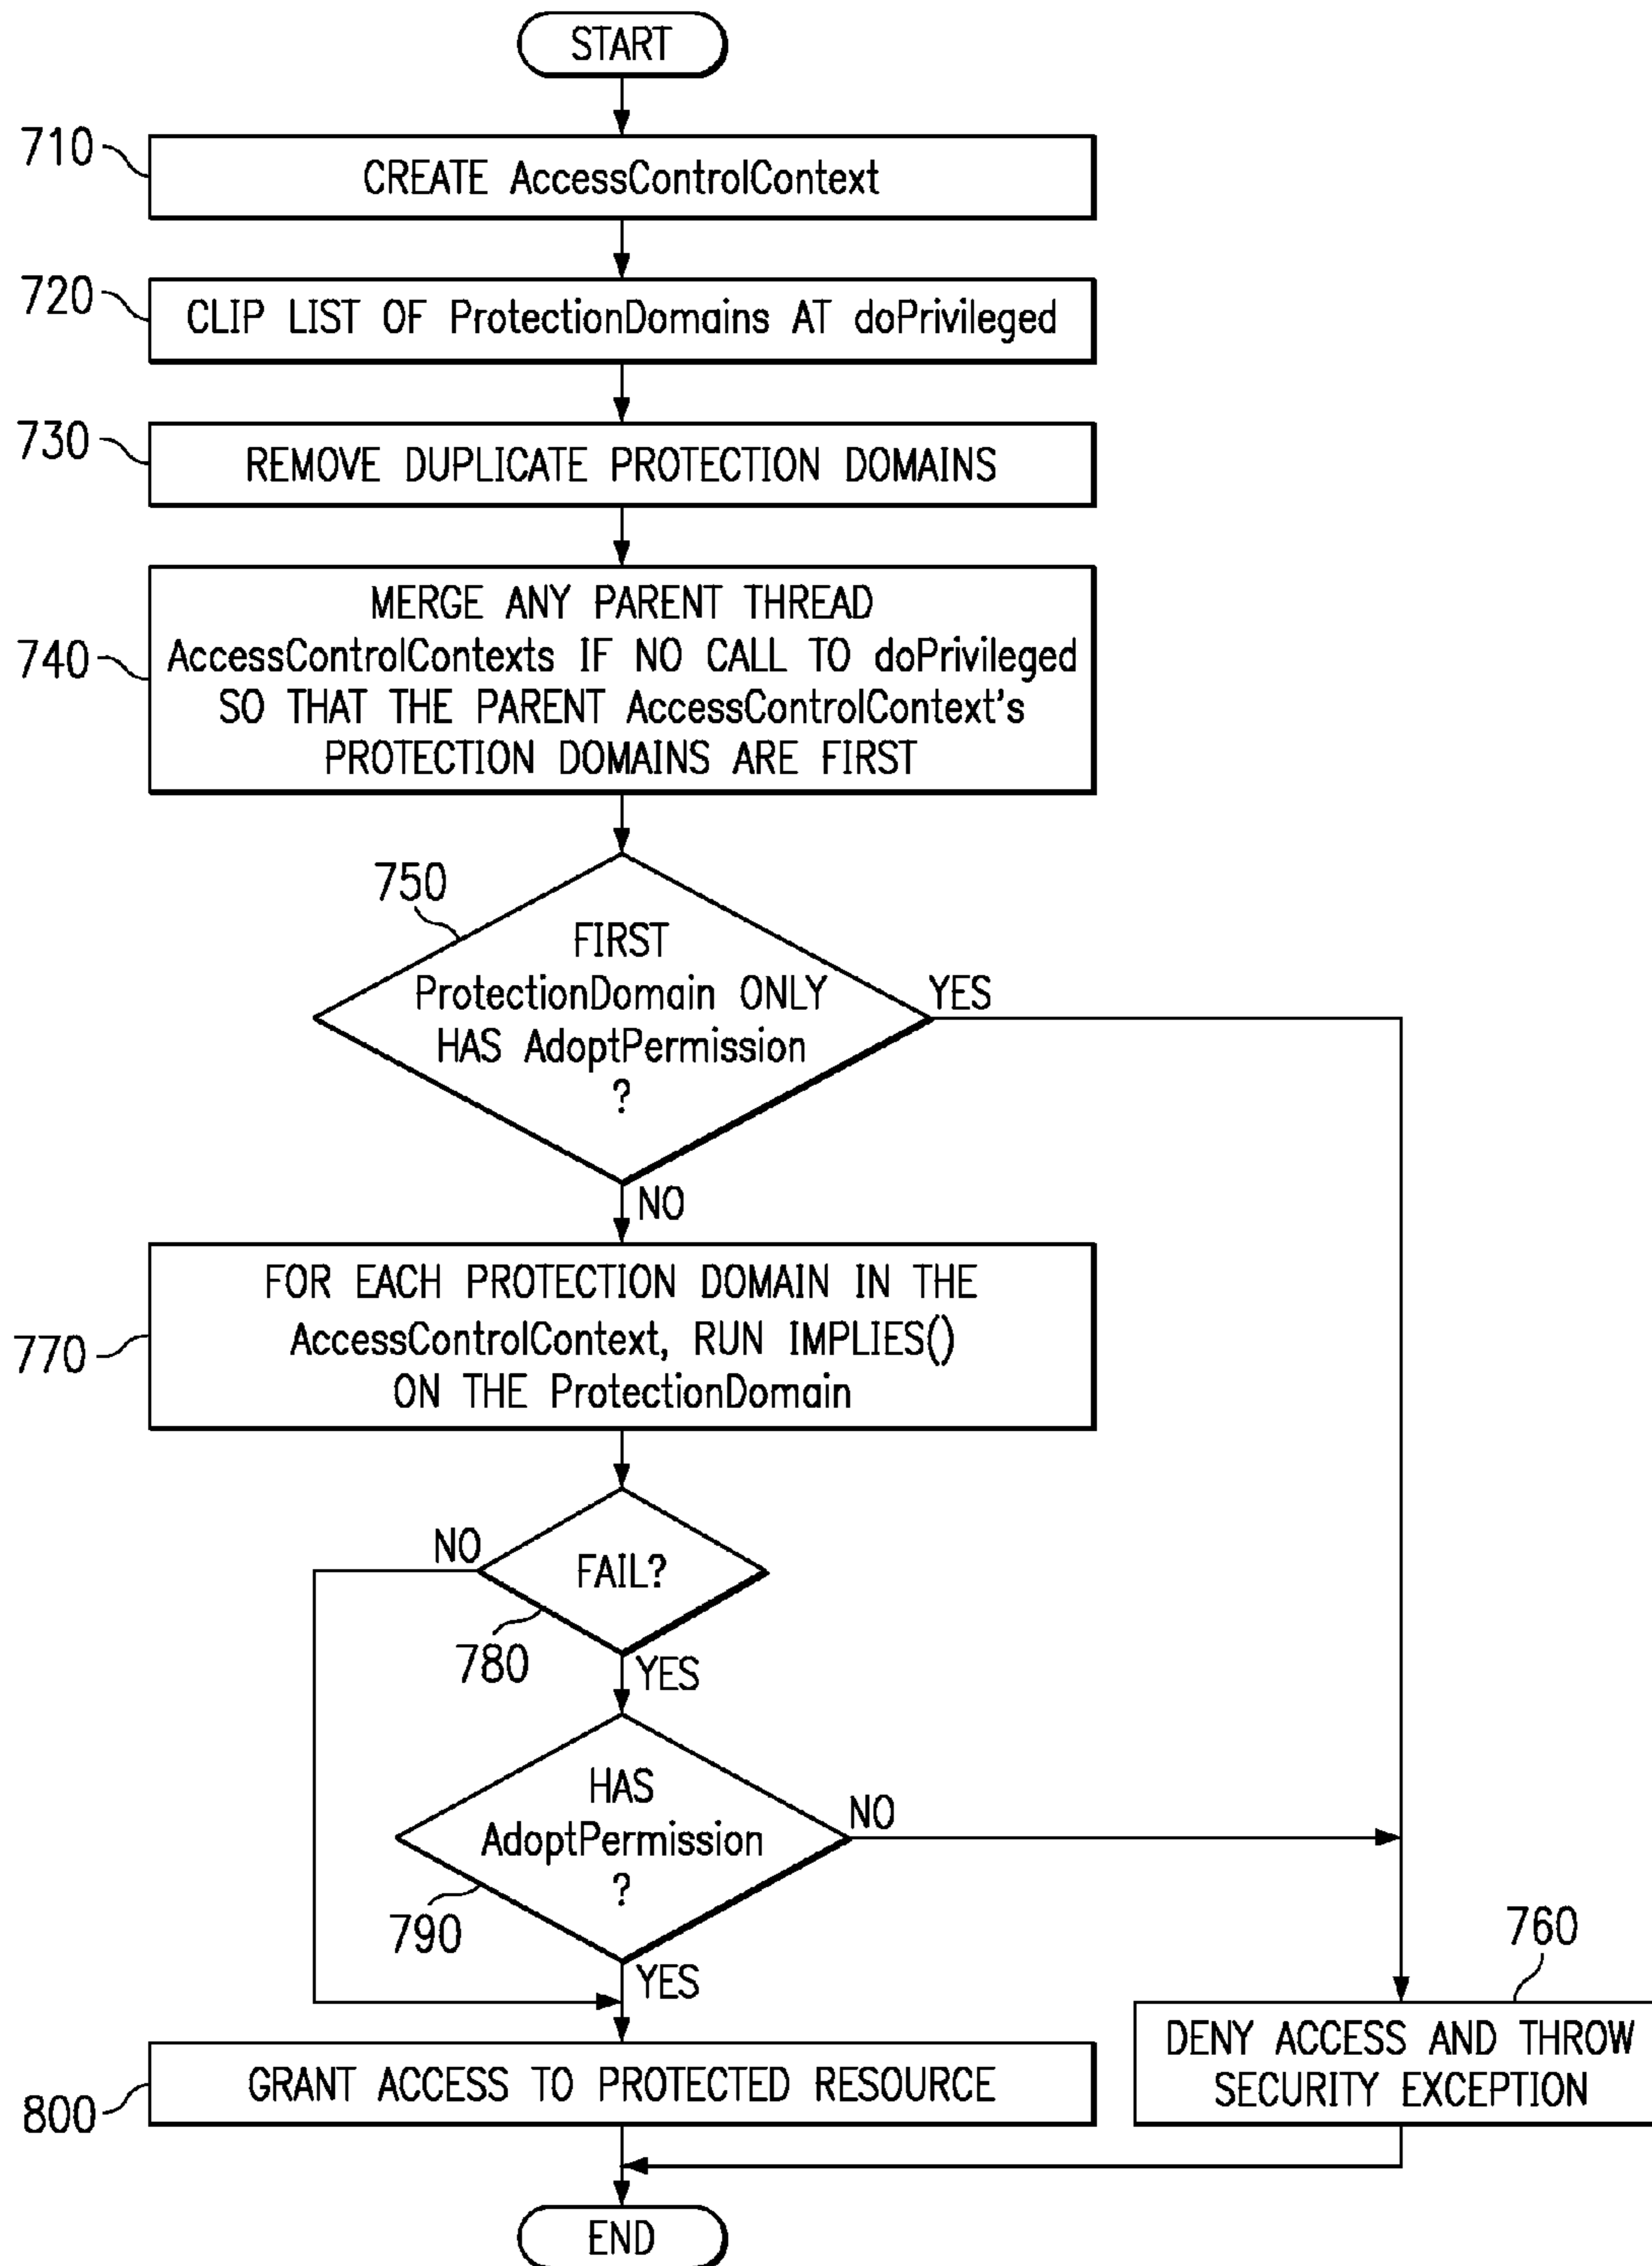 START
710
CREATE AccessControlContext
720
CLIP LIST OF ProtectionDomains AT doPrivileged
730
REMOVE DUPLICATE PROTECTION DOMAINS
740
MERGE ANY PARENT THREAD
AccessControlContexts IF NO CALL TO doPrivileged
SO THAT THE PARENT AccessControlContext's
PROTECTION DOMAINS ARE FIRST
750
FIRST
ProtectionDomain ONLY
HAS AdoptPermission
?
YES
NO
770
FOR EACH PROTECTION DOMAIN IN THE
AccessControlContext, RUN IMPLIES()
ON THE ProtectionDomain
NO
FAIL?
780
YES
HAS
AdoptPermission
?
NO
790
YES
760
DENY ACCESS AND THROW
SECURITY EXCEPTION
800
GRANT ACCESS TO PROTECTED RESOURCE
END